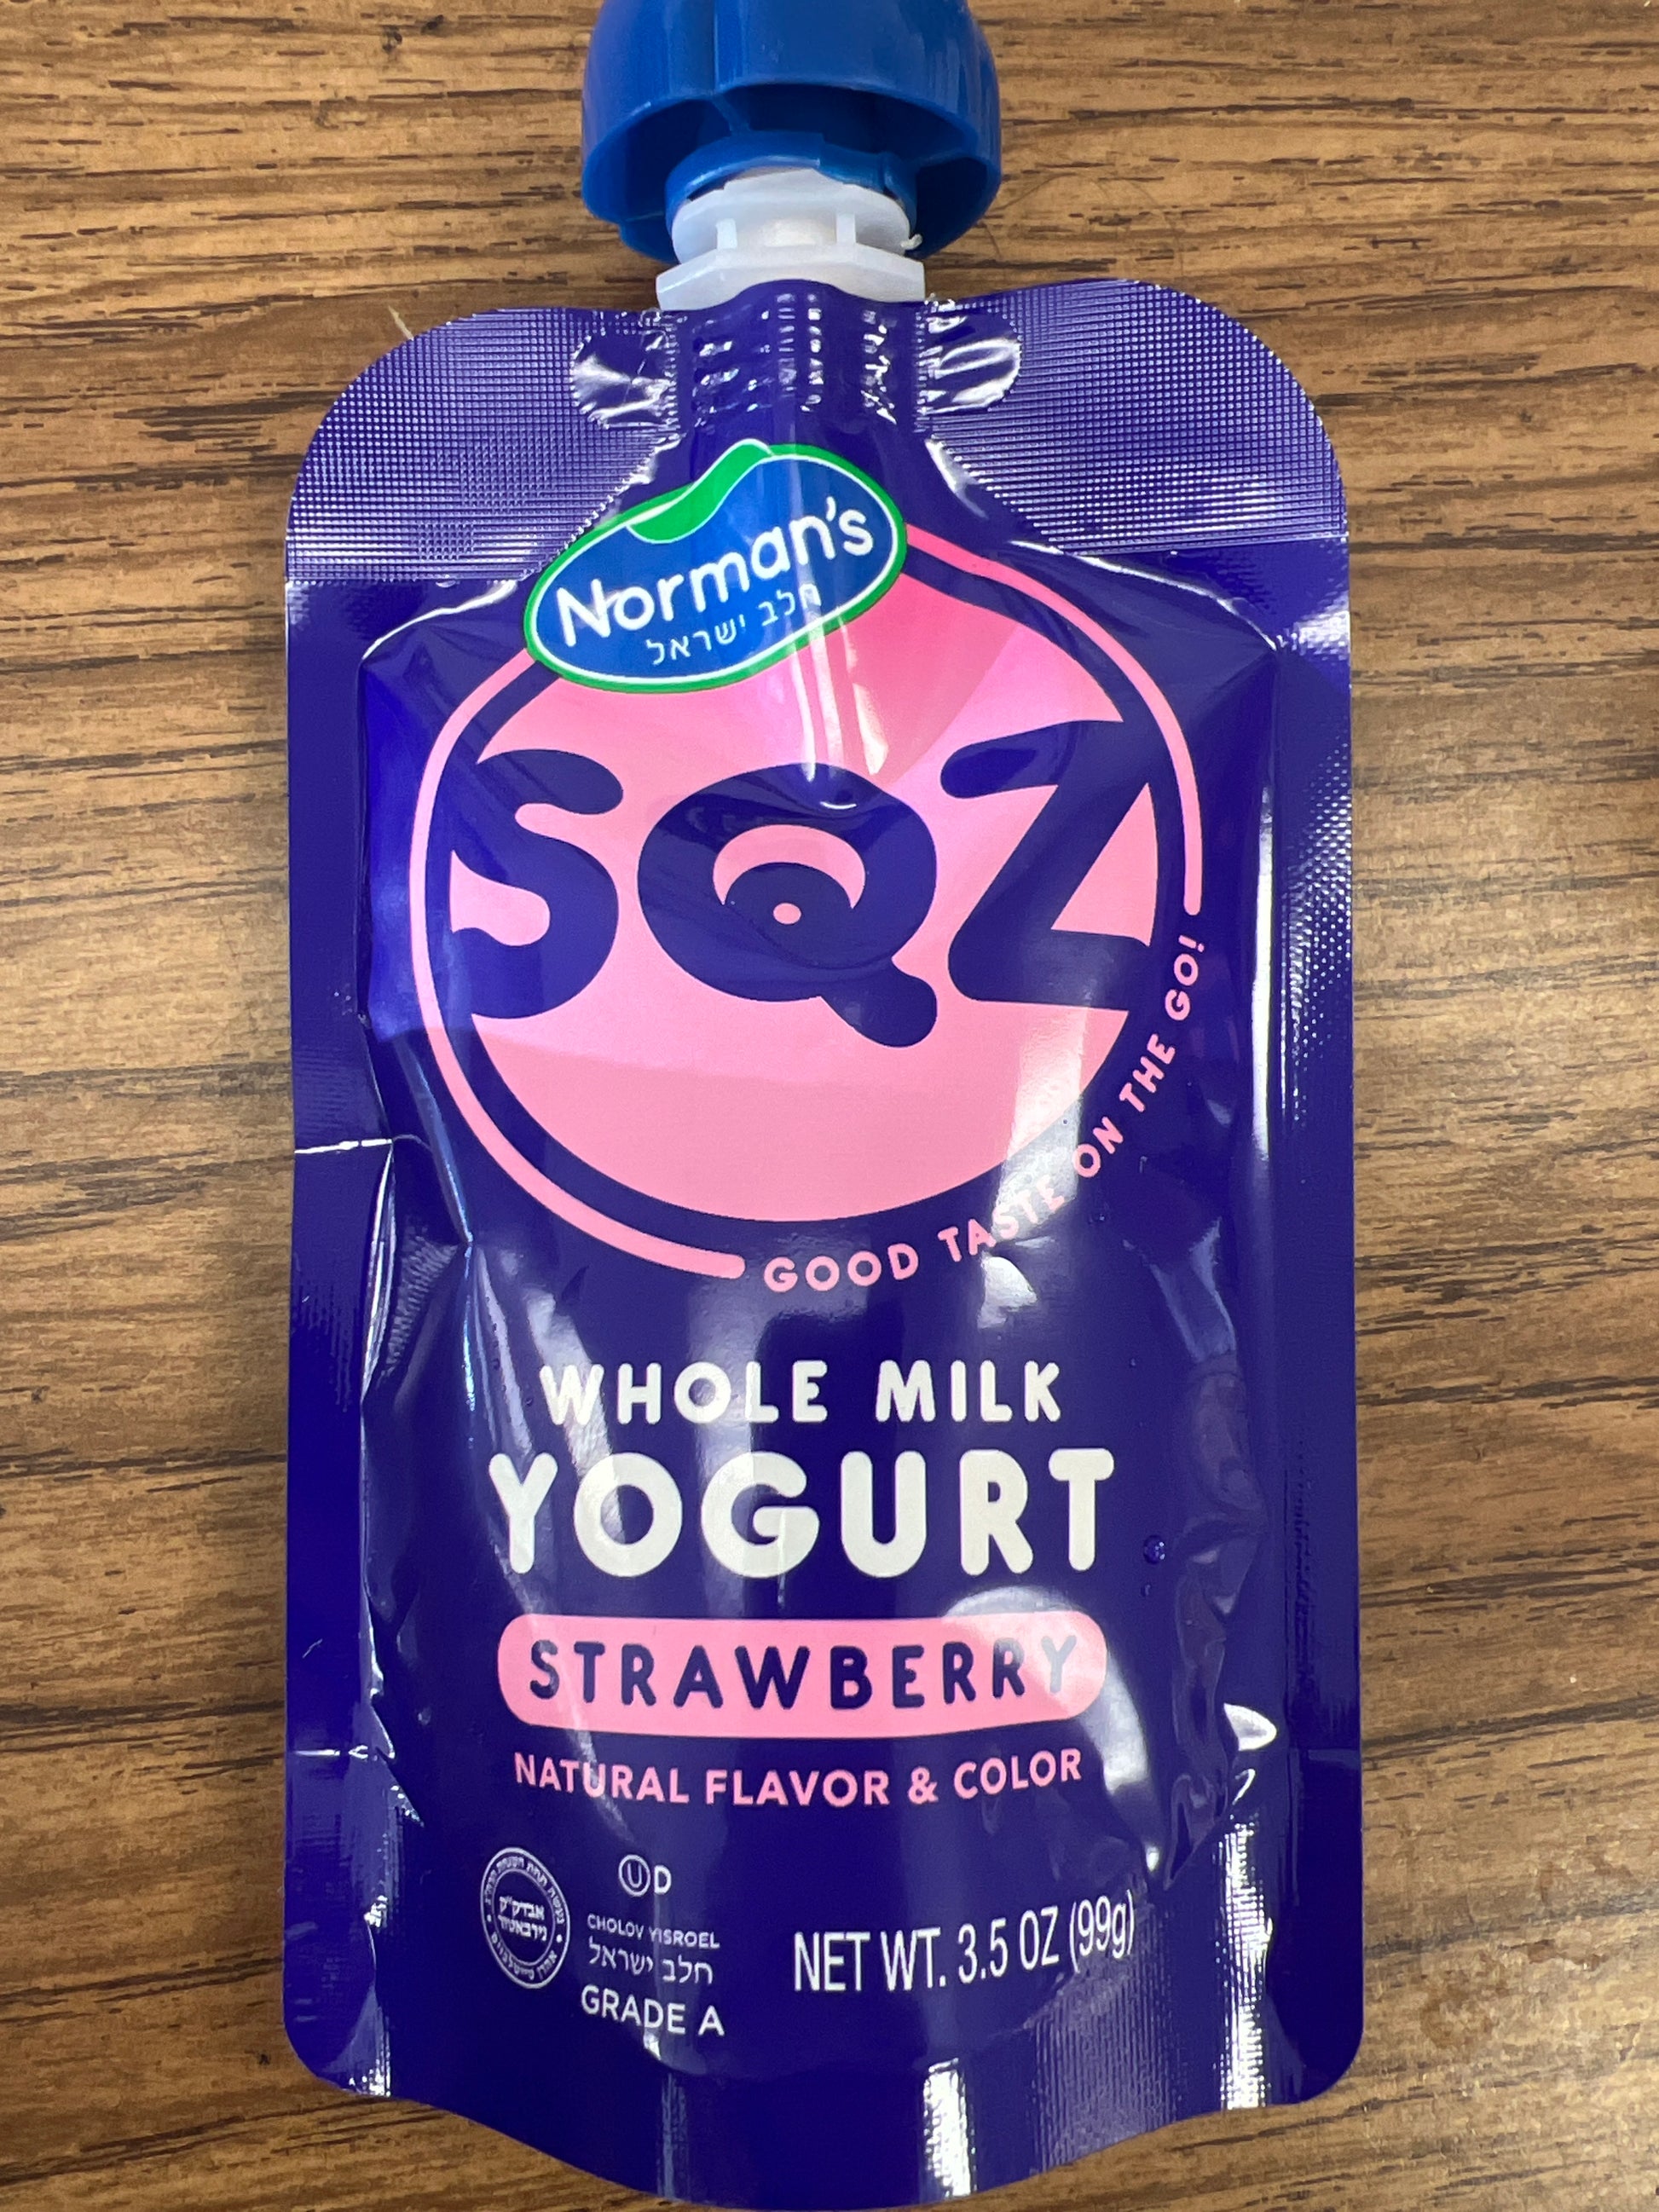 Norman's
חלב ישראל
SQZ
GOOD TASTE ON THE GO!
WHOLE MILK
YOGURT
STRAWBERRY
NATURAL FLAVOR & COLOR
UD
CHOLOV YISROEL
חלב ישראל
GRADE A
NET WT. 3.5 OZ (99g)